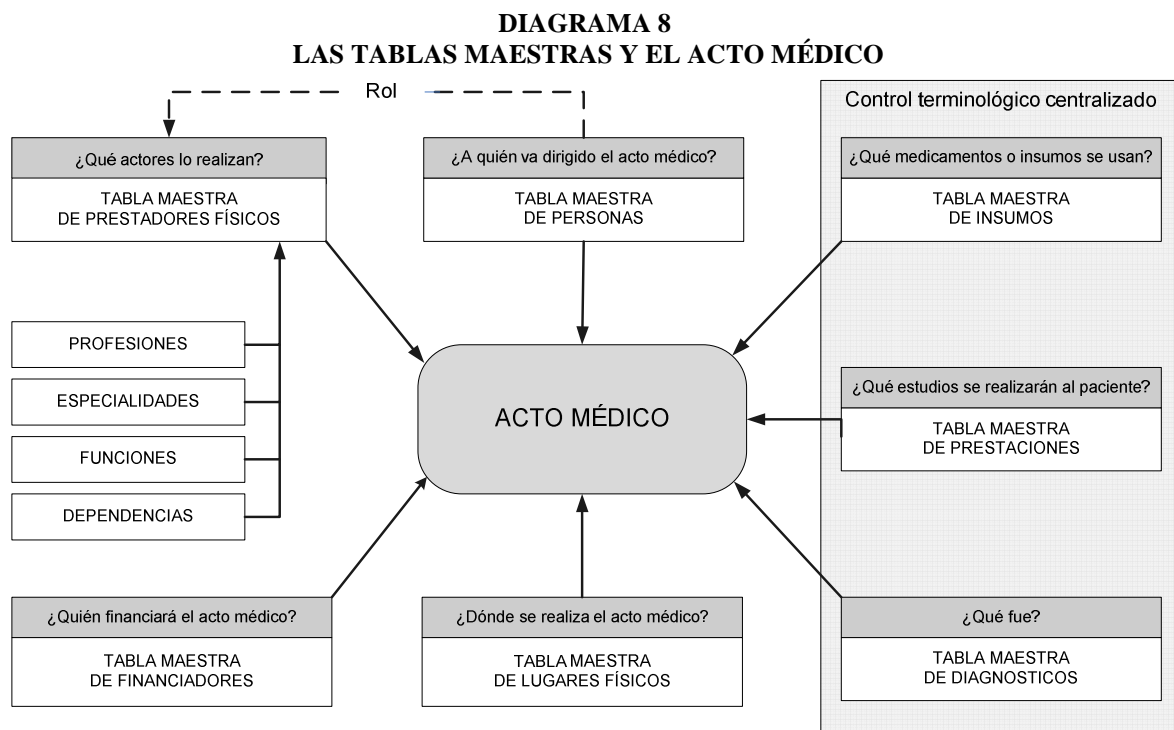 DIAGRAMA 8
LAS TABLAS MAESTRAS Y EL ACTO MÉDICO
Rol
Control terminológico centralizado
¿Qué actores lo realizan?
TABLA MAESTRA
DE PRESTADORES FÍSICOS
¿A quién va dirigido el acto médico?
TABLA MAESTRA
DE PERSONAS
¿Qué medicamentos o insumos se usan?
TABLA MAESTRA
DE INSUMOS
PROFESIONES
ESPECIALIDADES
FUNCIONES
DEPENDENCIAS
ACTO MÉDICO
¿Qué estudios se realizarán al paciente?
TABLA MAESTRA
DE PRESTACIONES
¿Quién financiará el acto médico?
TABLA MAESTRA
DE FINANCIADORES
¿Dónde se realiza el acto médico?
TABLA MAESTRA
DE LUGARES FÍSICOS
¿Qué fue?
TABLA MAESTRA
DE DIAGNOSTICOS